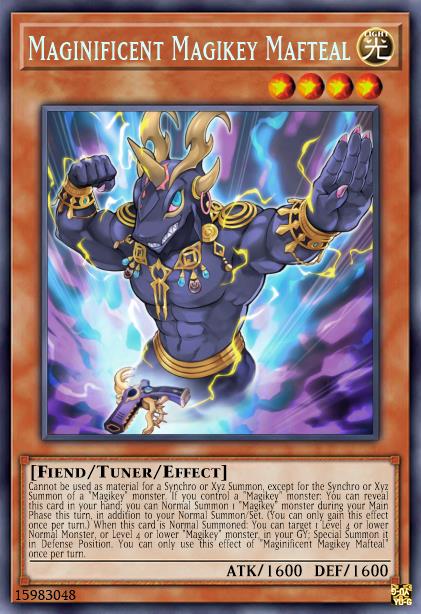 MAGINIFICENT MAGIKEY MAFTEAL
LIGHT
光
[FIEND/TUNER/EFFECT]
Cannot be used as material for a Synchro or Xyz Summon, except for the Synchro or Xyz
Summon of a "Magikey" monster. If you control a "Magikey" monster: You can reveal
this card in your hand; you can Normal Summon 1 "Magikey" monster during your Main
Phase this turn, in addition to your Normal Summon/Set. (You can only gain this effect
once per turn.) When this card is Normal Summoned: You can target 1 Level 4 or lower
Normal Monster, or Level 4 or lower "Magikey" monster, in your GY; Special Summon it
in Defense Position. You can only use this effect of "Maginificent Magikey Mafteal"
once per turn.
ATK/1600 DEF/1600
15983048